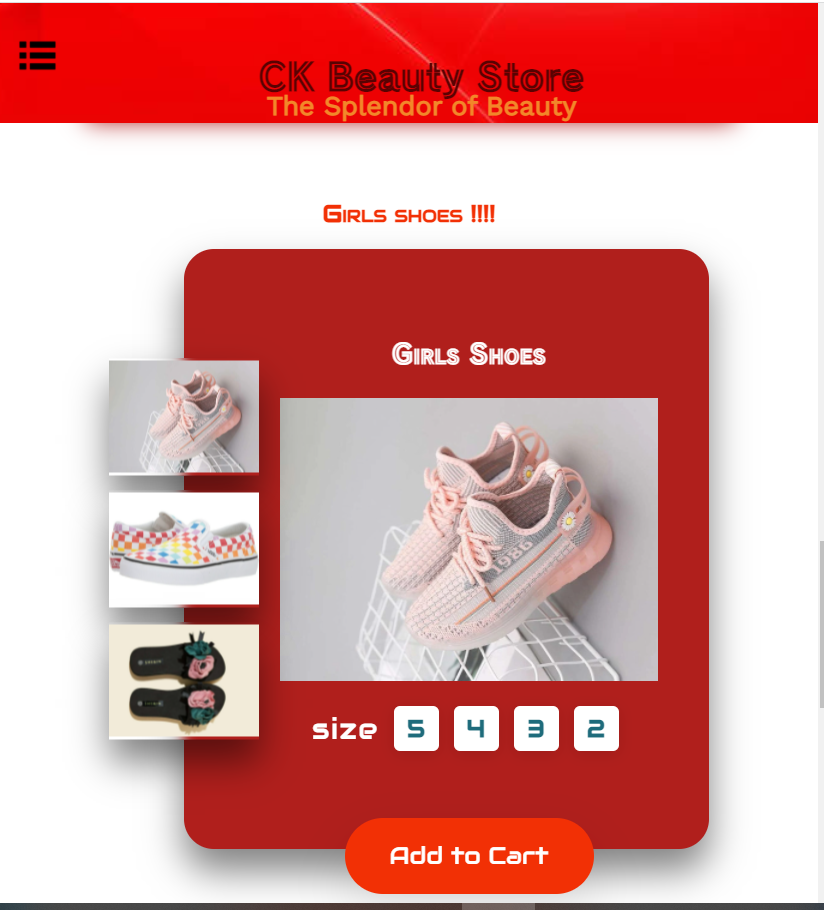 CK Beauty Store
The Splendor of Beauty
Girls shoes !!!!
Girls Shoes
1986
size 5 4 3 2
Add to Cart